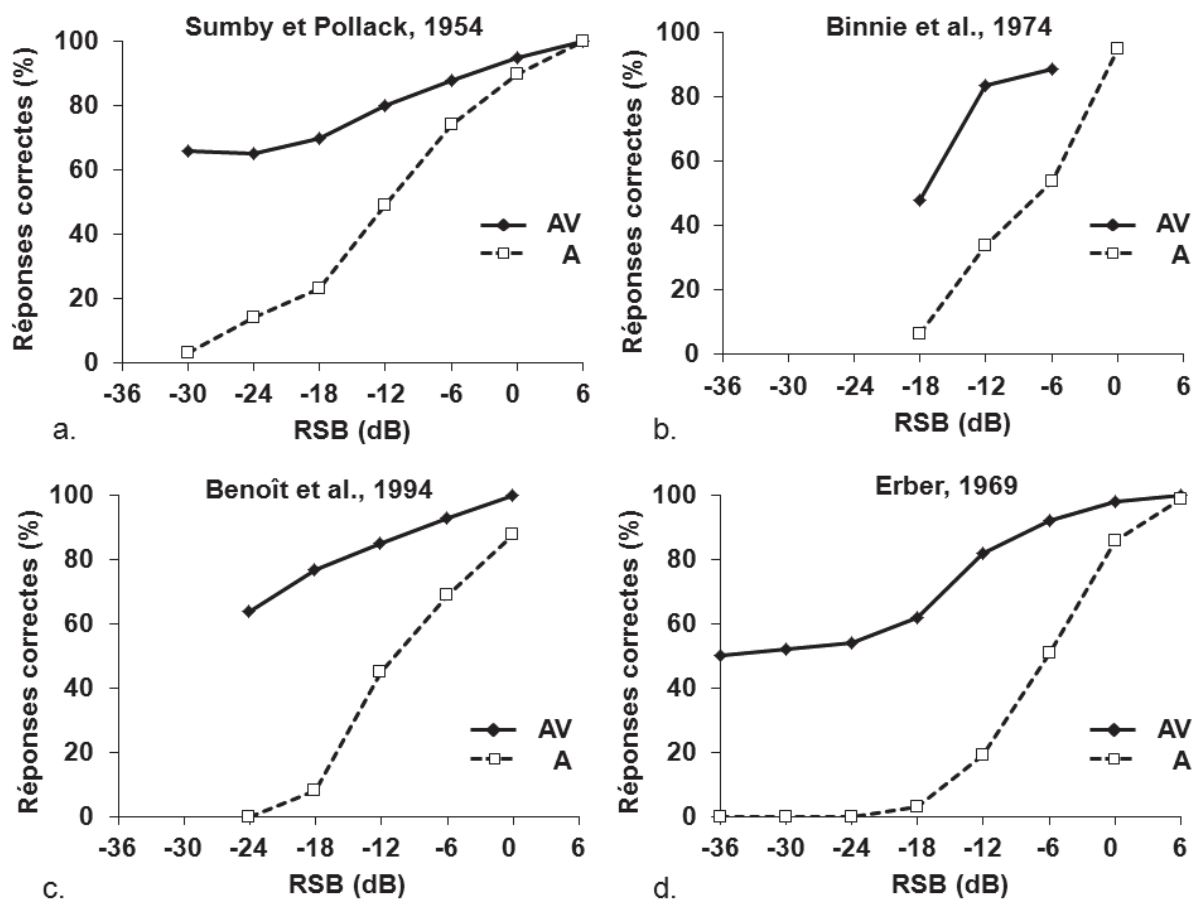 Sumby et Pollack, 1954
Réponses correctes (%)
100
80
60
40
20
0
AV
A
-36 -30 -24 -18 -12 -6 0 6
RSB (dB)
a.
Binnie et al., 1974
Réponses correctes (%)
100
80
60
40
20
0
AV
A
-36 -30 -24 -18 -12 -6 0 6
RSB (dB)
b.
Benoît et al., 1994
Réponses correctes (%)
100
80
60
40
20
0
AV
A
-36 -30 -24 -18 -12 -6 0 6
RSB (dB)
c.
Erber, 1969
Réponses correctes (%)
100
80
60
40
20
0
AV
A
-36 -30 -24 -18 -12 -6 0 6
RSB (dB)
d.